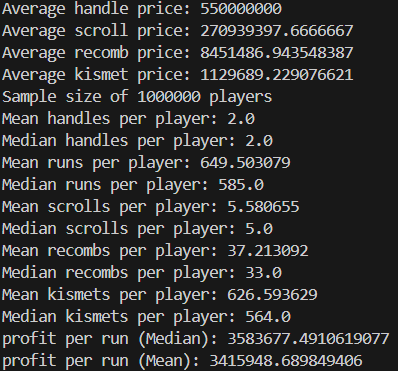 Average handle price: 550000000
Average scroll price: 270939397.6666667
Average recomb price: 8451486.943548387
Average kismet price: 1129689.229076621
Sample size of 1000000 players
Mean handles per player: 2.0
Median handles per player: 2.0
Mean runs per player: 649.503079
Median runs per player: 585.0
Mean scrolls per player: 5.580655
Median scrolls per player: 5.0
Mean recombs per player: 37.213092
Median recombs per player: 33.0
Mean kismets per player: 626.593629
Median kismets per player: 564.0
profit per run (Median): 3583677.4910619077
profit per run (Mean): 3415948.689849406